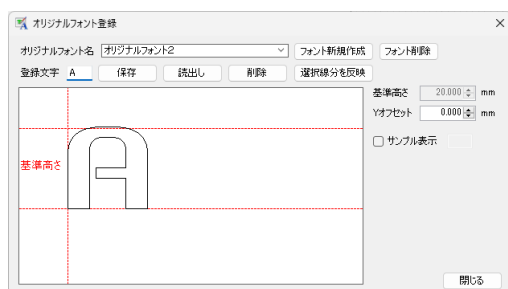 オリジナルフォント登録
オリジナルフォント名 オリジナルフォント2 フォント新規作成 フォント削除
登録文字 A 保存 読出し 削除 選択線分を反映
基準高さ 20.000 mm
Yオフセット 0.000 mm
サンプル表示
基準高さ
A
閉じる